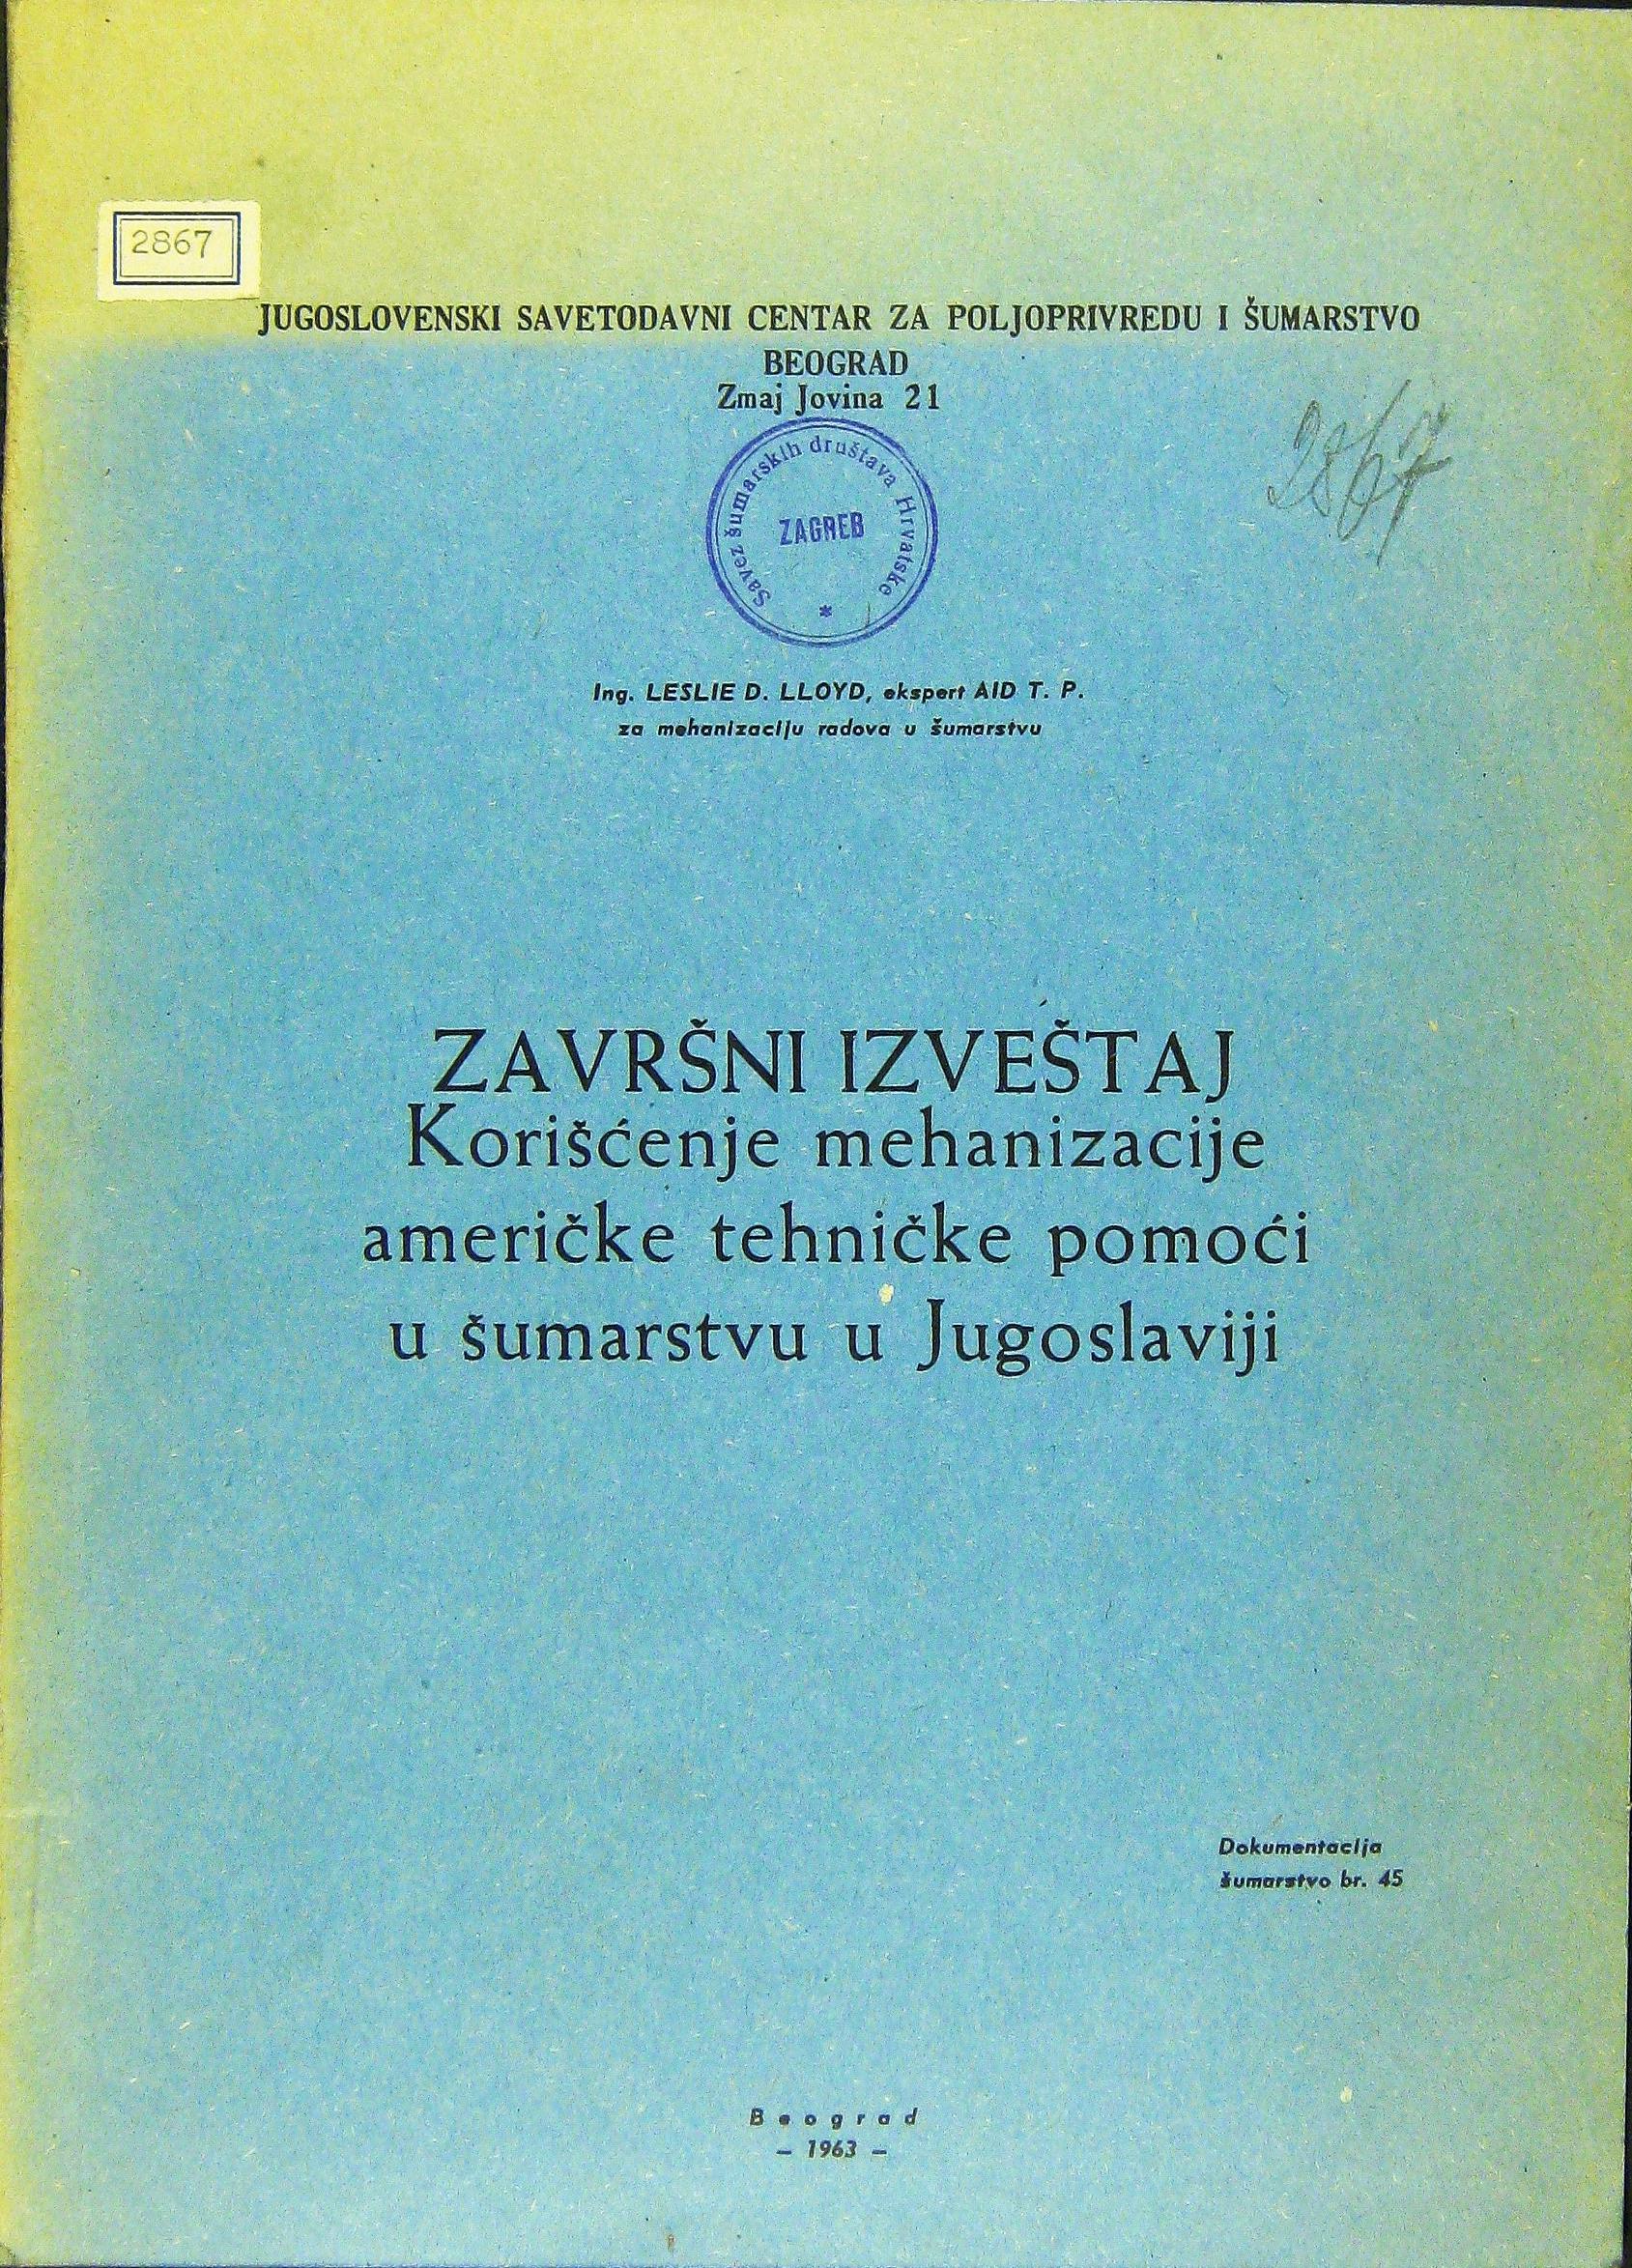 2867
JUGOSLOVENSKI SAVETODAVNI CENTAR ZA POLJOPRIVREDU I ŠUMARSTVO
BEOGRAD
Zmaj Jovina 21
2867
Savez šumarskih društava Hrvatske
ZAGREB
*
Ing. LESLIE D. LLOYD, ekspert AID T. P.
za mehanizaciju radova u šumarstvu
ZAVRŠNI IZVEŠTAJ
Korišćenje mehanizacije
američke tehničke pomoći
u šumarstvu u Jugoslaviji
Dokumentacija
šumarstvo br. 45
Beograd
– 1963 –